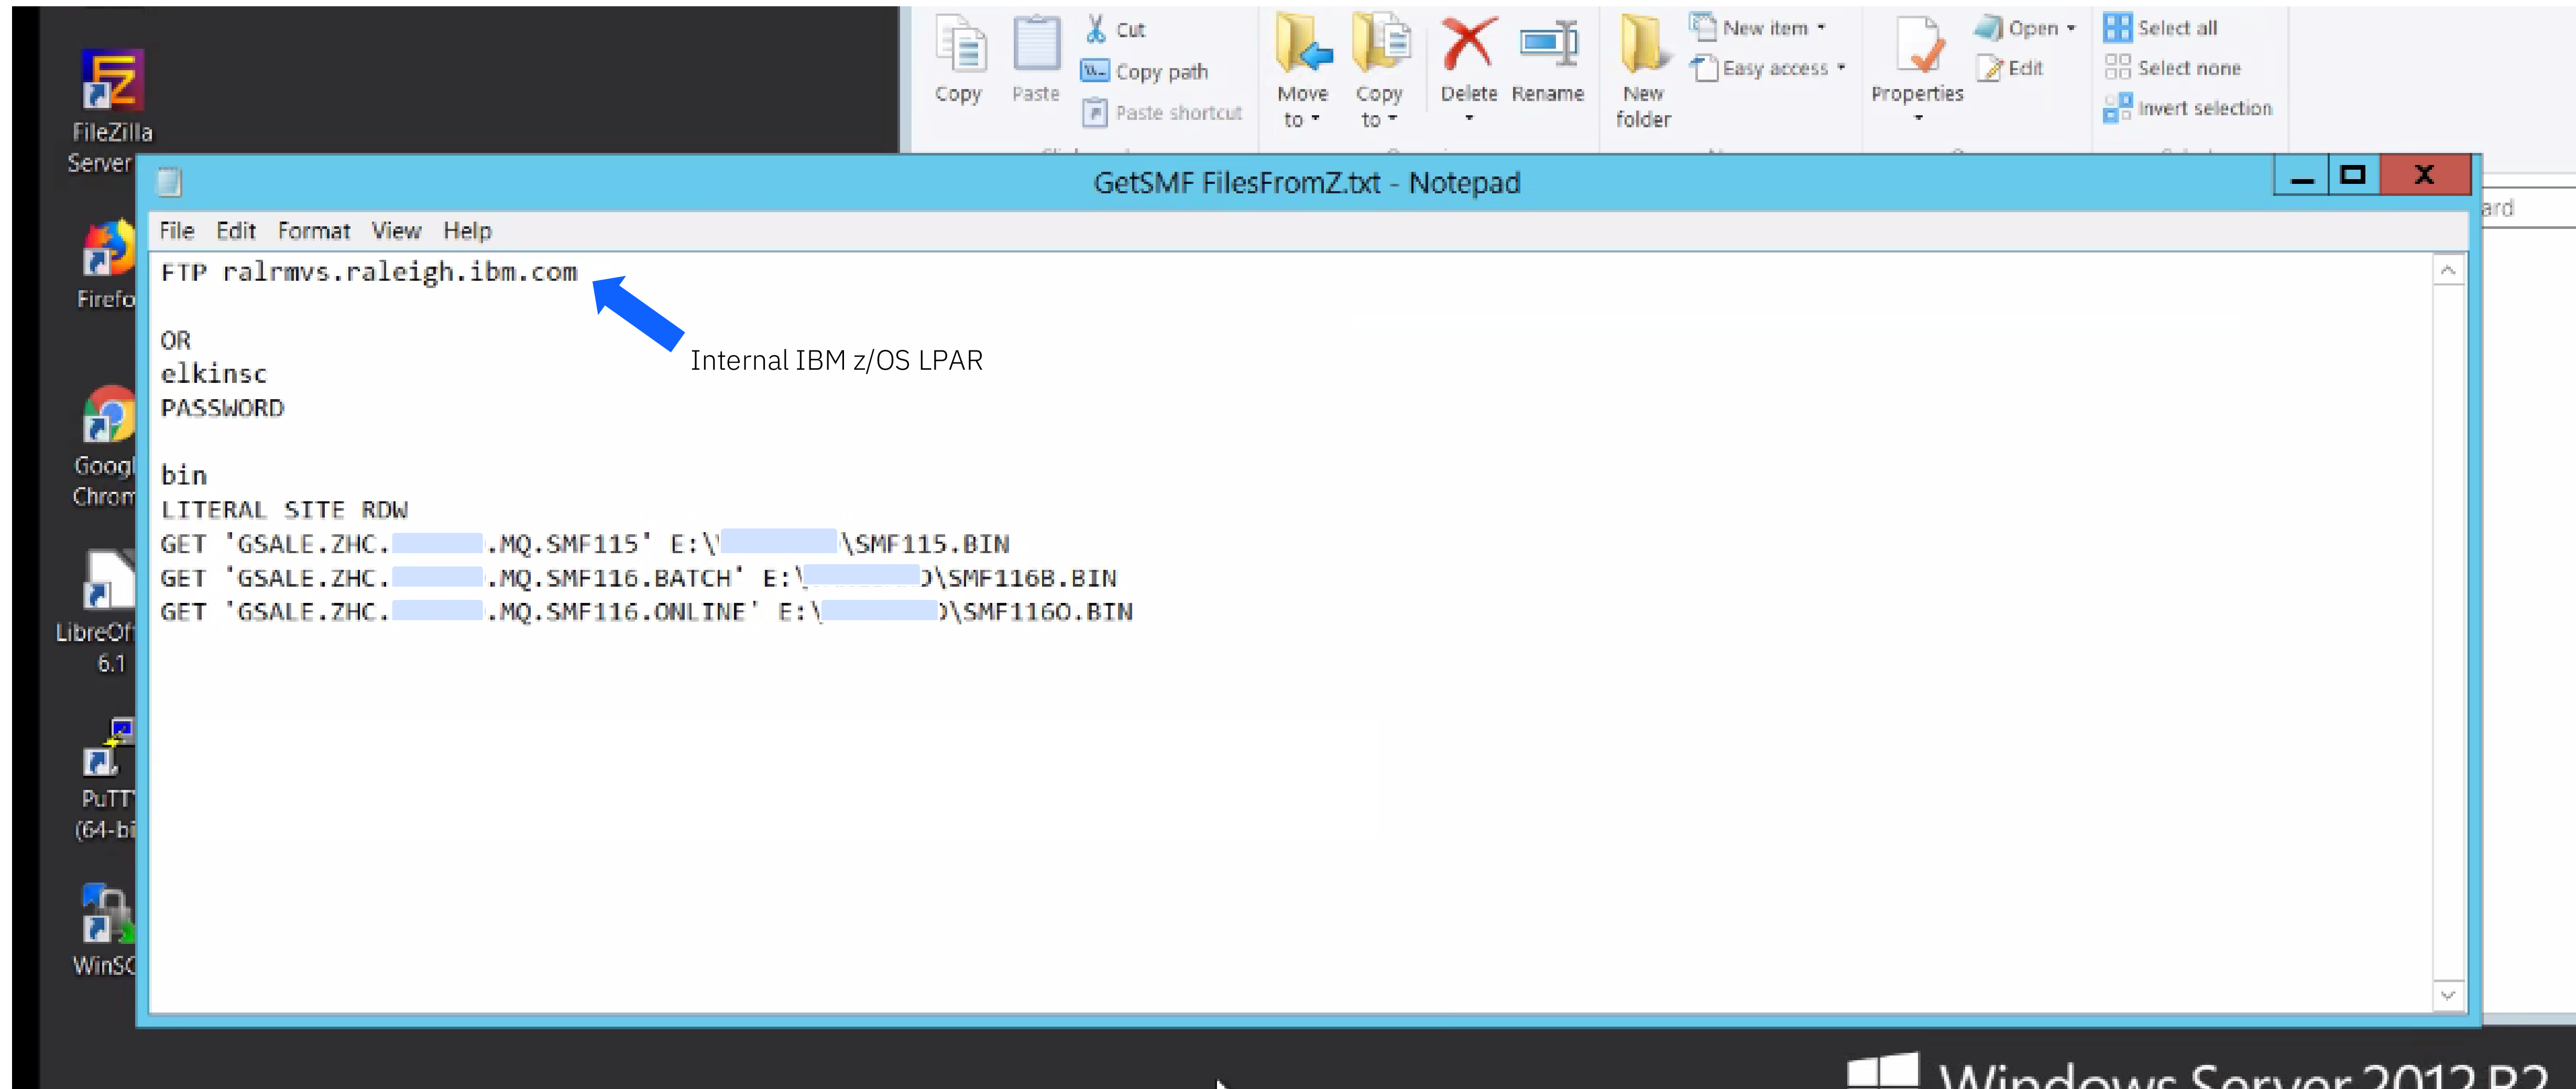 FileZilla
Server
Firefo
Googl
Chrom
LibreOf
6.1
PuTT
(64-bi
WinSC
Copy
Paste
Cut
Copy path
Paste shortcut
Move
to
Copy
to
Delete
Rename
New
folder
New item
Easy access
Properties
Open
Edit
Select all
Select none
Invert selection
ard
GetSMF FilesFromZ.txt - Notepad
File Edit Format View Help
FTP ralrmvs.raleigh.ibm.com
Internal IBM z/OS LPAR
OR
elkinsc
PASSWORD
bin
LITERAL SITE RDW
GET 'GSALE.ZHC. .MQ.SMF115' E:\ \SMF115.BIN
GET 'GSALE.ZHC. .MQ.SMF116.BATCH' E:\ \SMF116B.BIN
GET 'GSALE.ZHC. .MQ.SMF116.ONLINE' E:\ \SMF116O.BIN
Windows Server 2012 R2